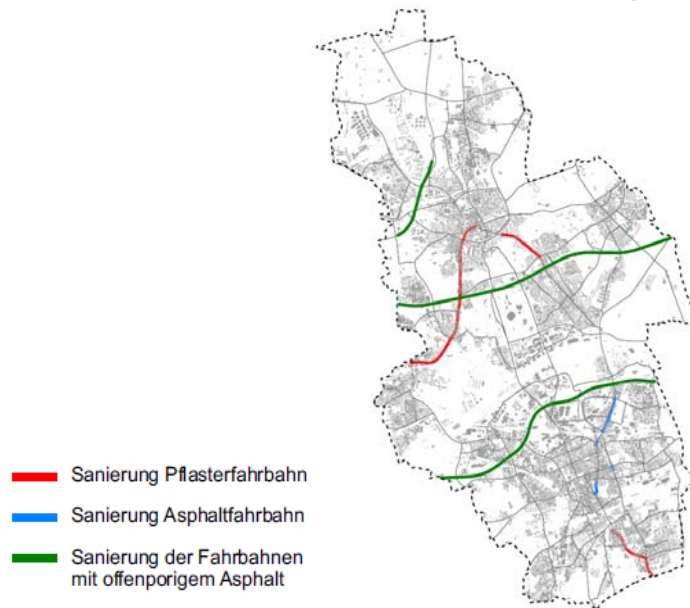 Sanierung Pflasterfahrbahn
Sanierung Asphaltfahrbahn
Sanierung der Fahrbahnen
mit offenporigem Asphalt